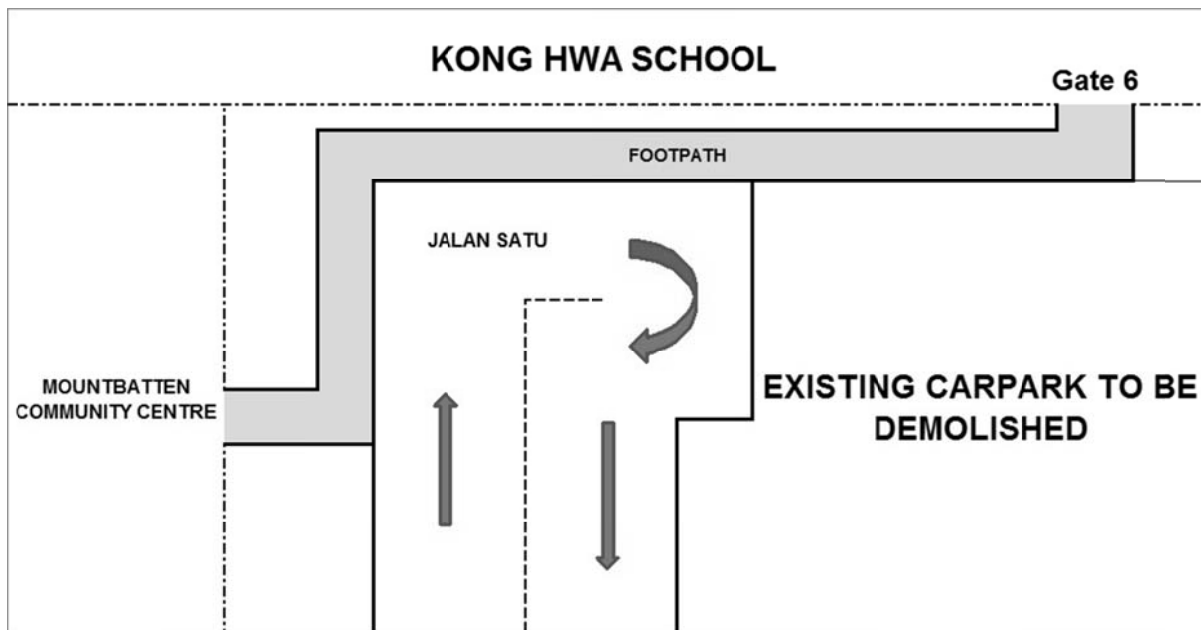 KONG HWA SCHOOL
Gate 6
FOOTPATH
JALAN SATU
MOUNTBATTEN
COMMUNITY CENTRE
EXISTING CARPARK TO BE
DEMOLISHED